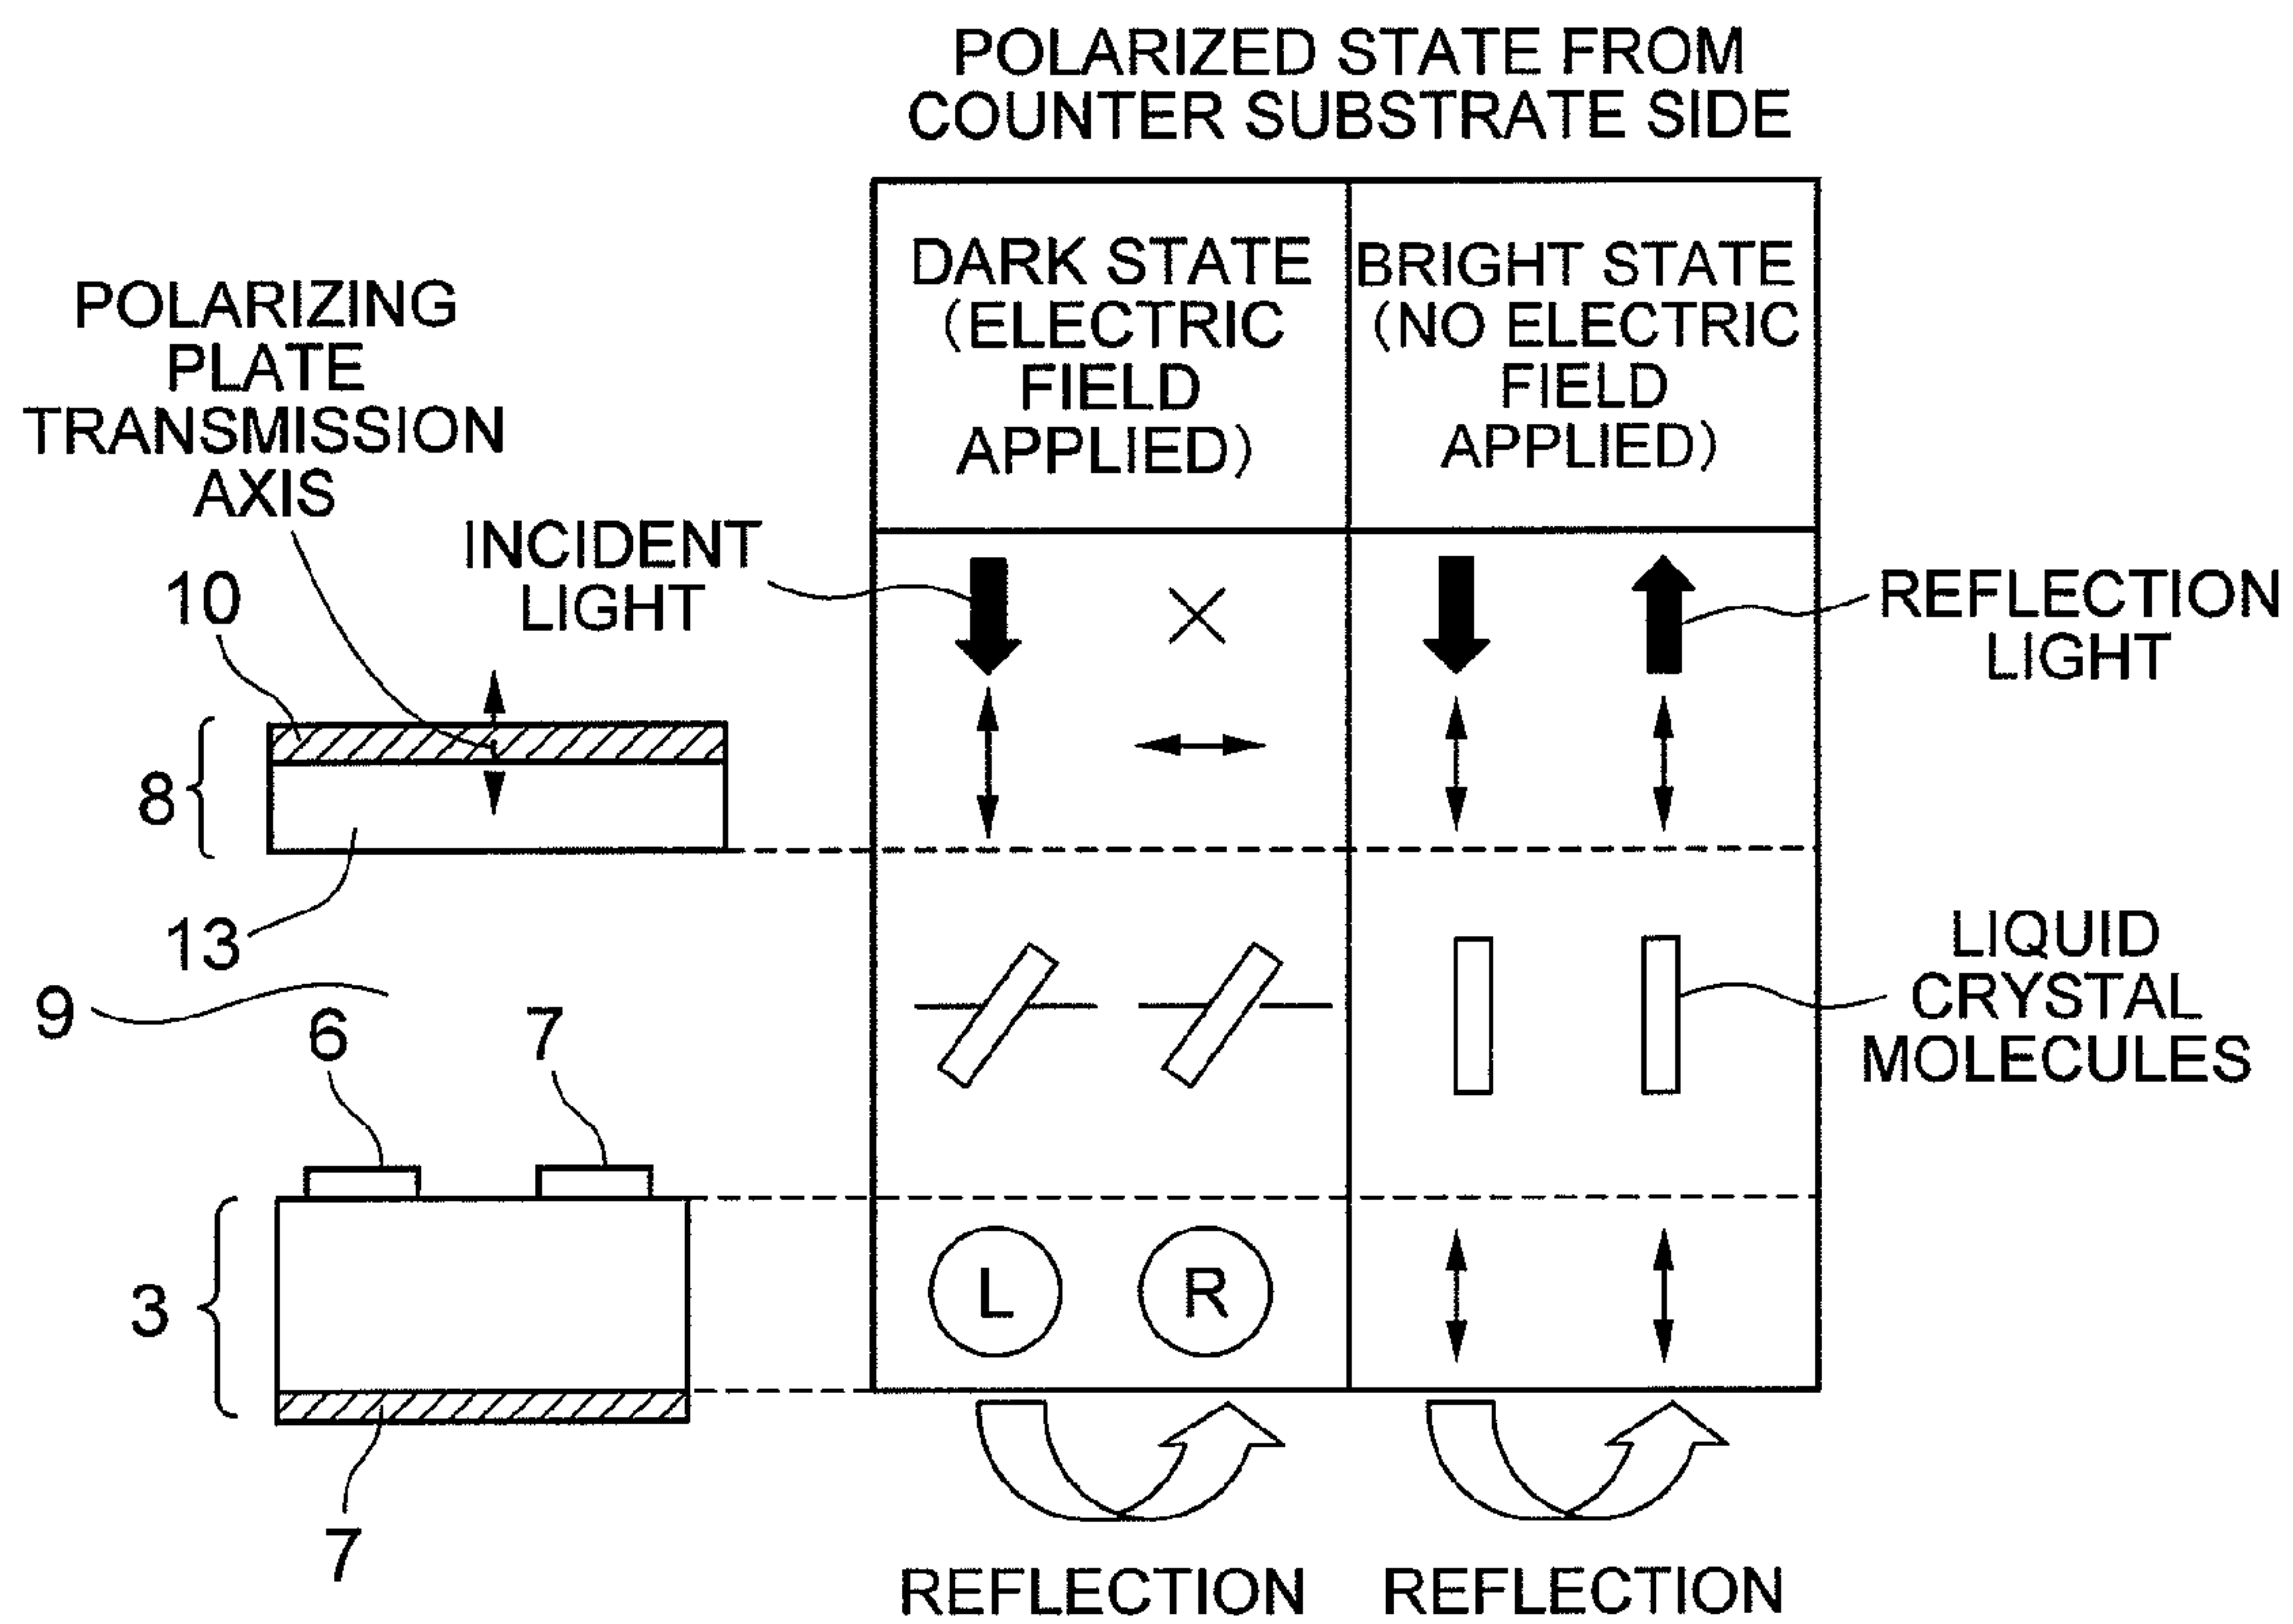 POLARIZED STATE FROM
COUNTER SUBSTRATE SIDE
DARK STATE
(ELECTRIC
FIELD
APPLIED)
BRIGHT STATE
(NO ELECTRIC
FIELD
APPLIED)
POLARIZING
PLATE
TRANSMISSION
AXIS
INCIDENT
LIGHT
REFLECTION
LIGHT
10
8
13
9
6
7
LIQUID
CRYSTAL
MOLECULES
3
L
R
7
REFLECTION
REFLECTION